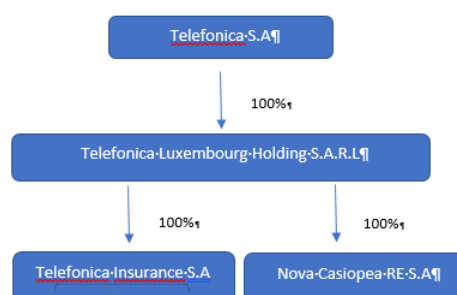 Telefonica S.A¶
100%¶
Telefonica·Luxembourg·Holding·S.A.R.L¶
100%¶ 100%¶
Telefonica·Insurance·S.A Nova·Casiopea·RE·S.A¶